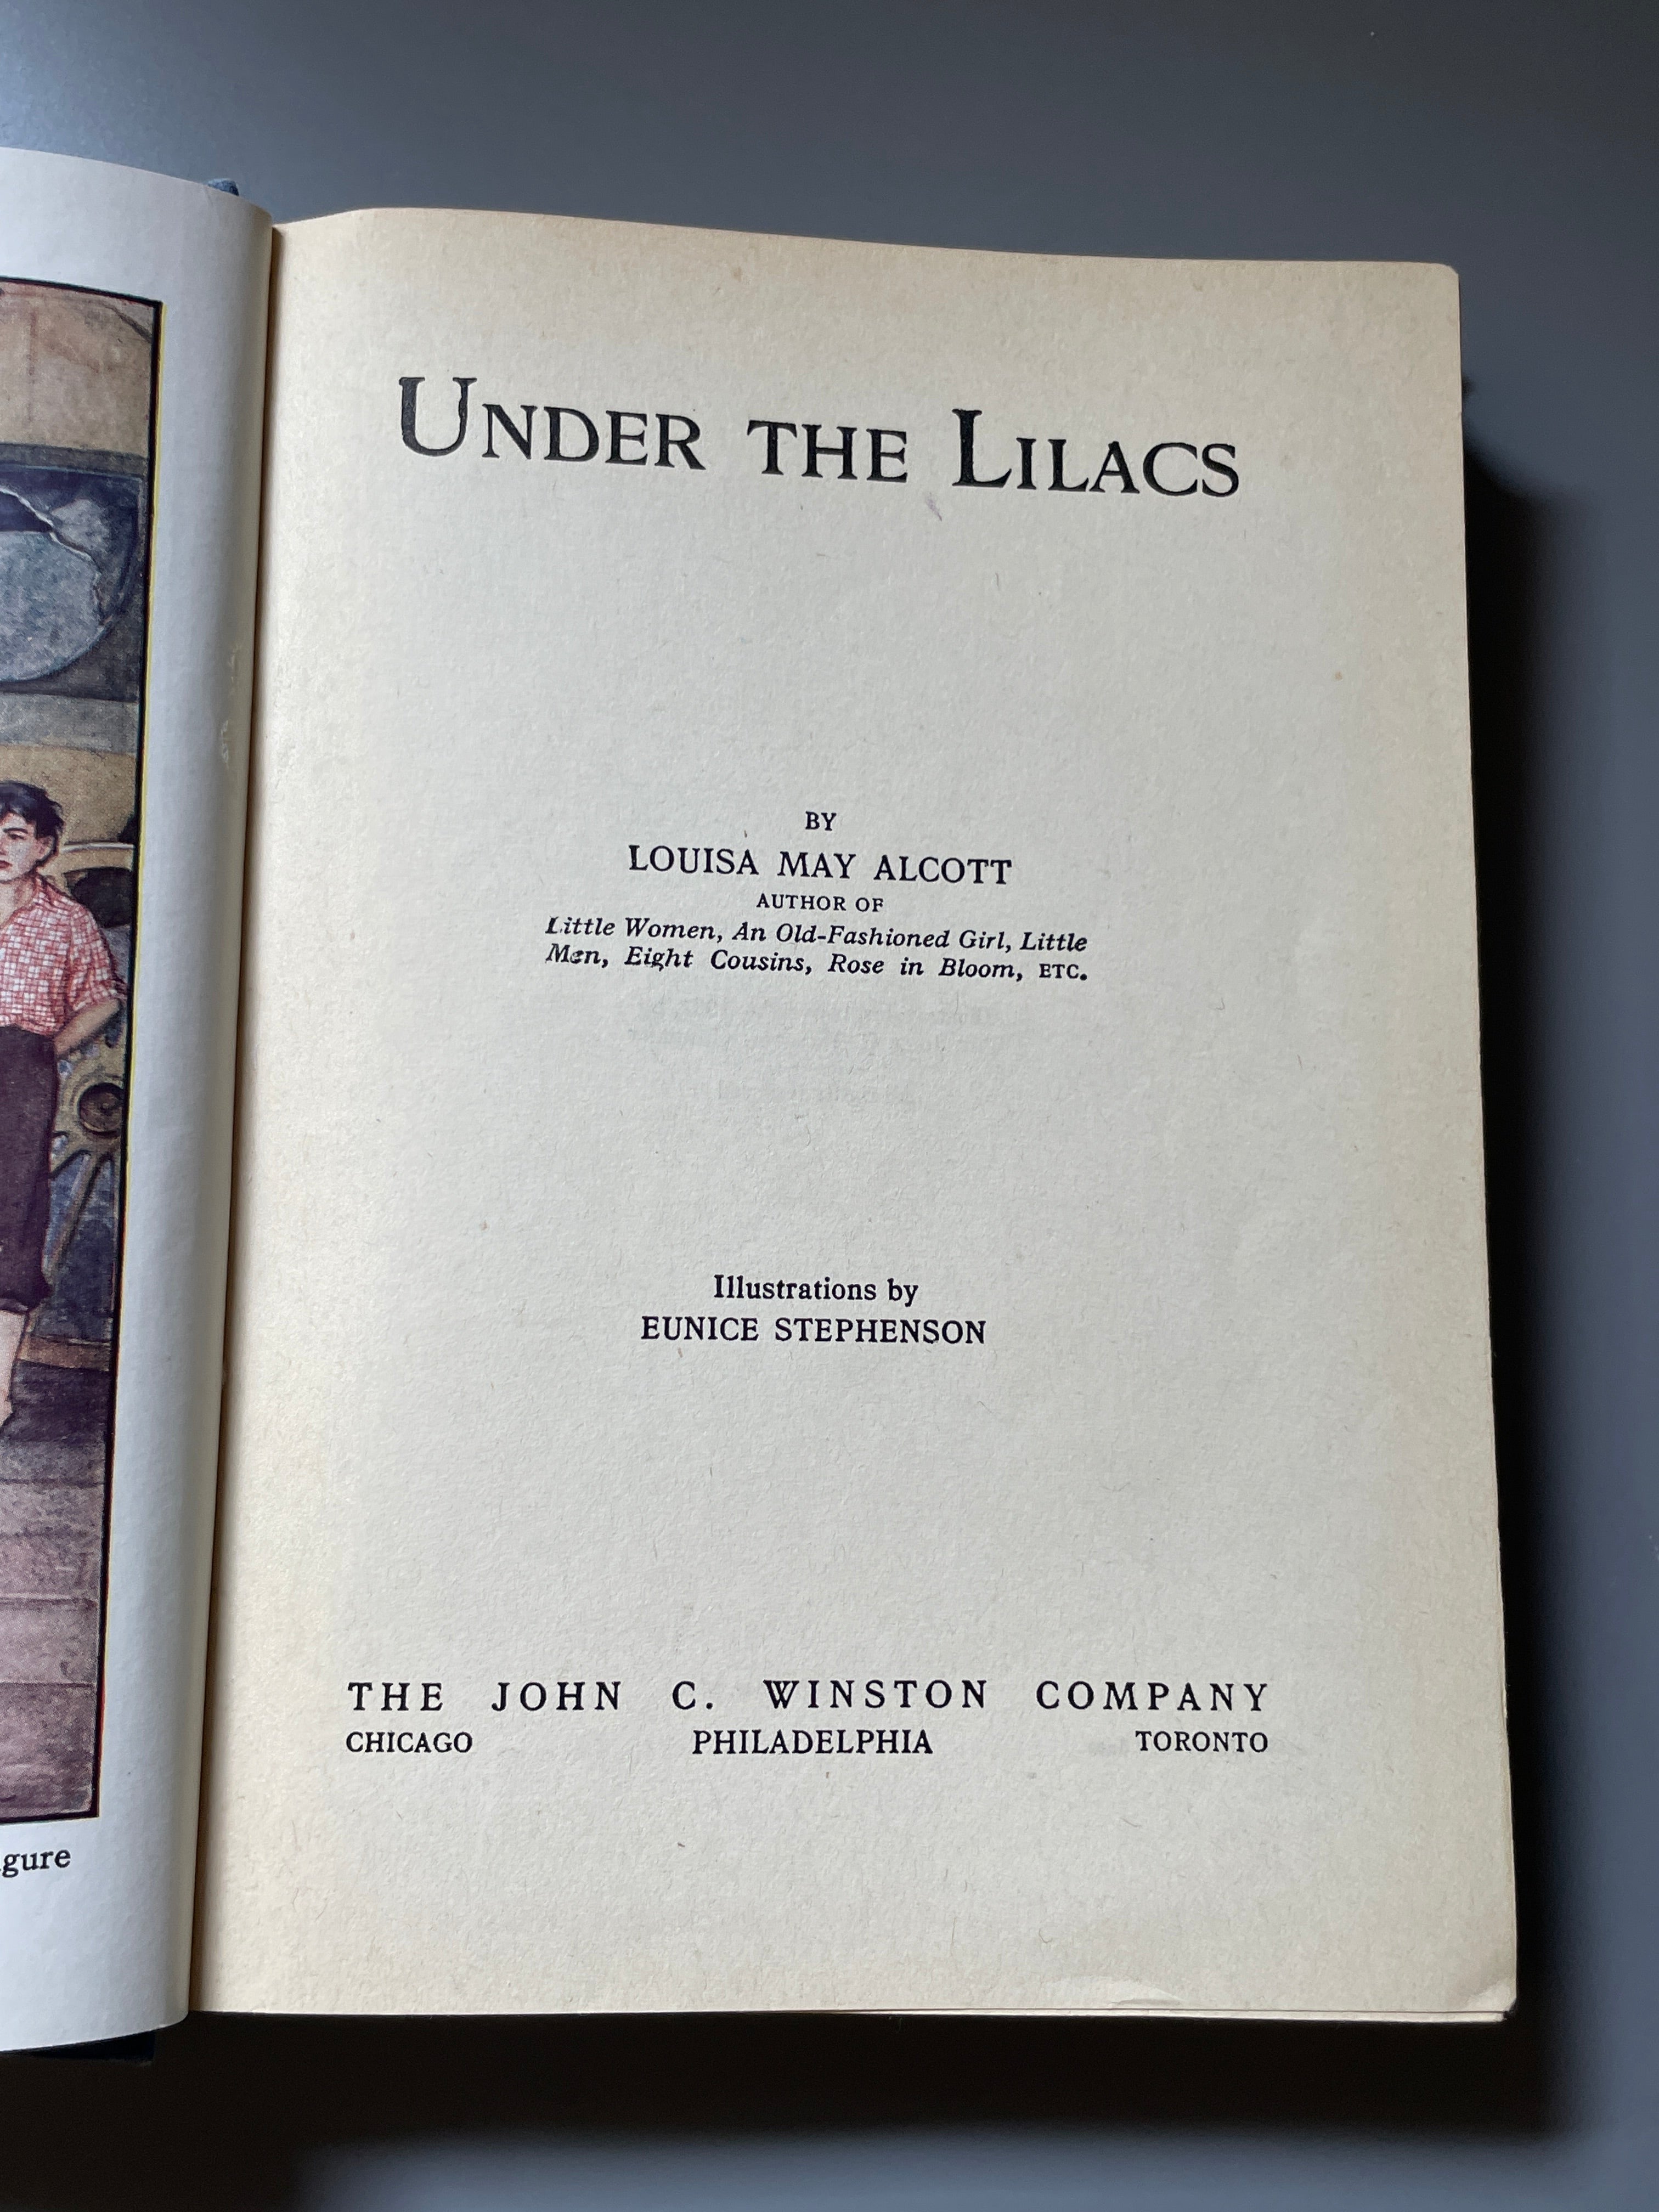 UNDER THE LILACS
BY
LOUISA MAY ALCOTT
AUTHOR OF
Little Women, An Old-Fashioned Girl, Little
Men, Eight Cousins, Rose in Bloom, ETC.
Illustrations by
EUNICE STEPHENSON
THE JOHN C. WINSTON COMPANY
CHICAGO PHILADELPHIA TORONTO
gure